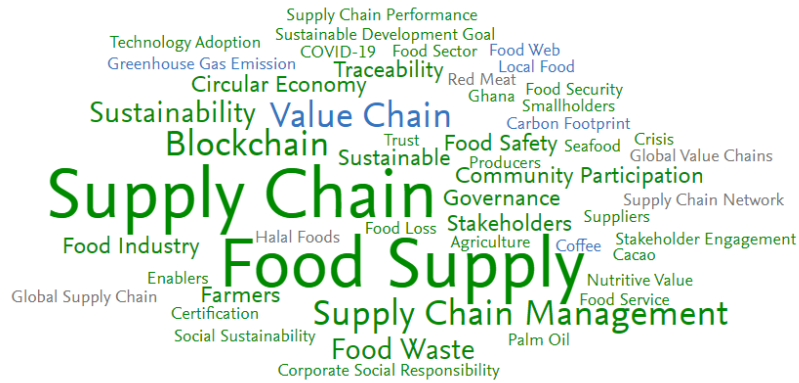 Supply Chain Performance
Sustainable Development Goal
Technology Adoption
COVID-19
Food Sector
Food Web
Greenhouse Gas Emission
Traceability
Red Meat
Local Food
Circular Economy
Ghana
Food Security
Smallholders
Sustainability
Value Chain
Carbon Footprint
Blockchain
Trust
Food Safety
Seafood
Crisis
Sustainable
Producers
Global Value Chains
Community Participation
Supply Chain
Governance
Supply Chain Network
Food Loss
Stakeholders
Suppliers
Food Industry
Halal Foods
Agriculture
Coffee
Stakeholder Engagement
Cacao
Food Supply
Enablers
Nutritive Value
Global Supply Chain
Farmers
Food Service
Certification
Supply Chain Management
Social Sustainability
Food Waste
Palm Oil
Corporate Social Responsibility